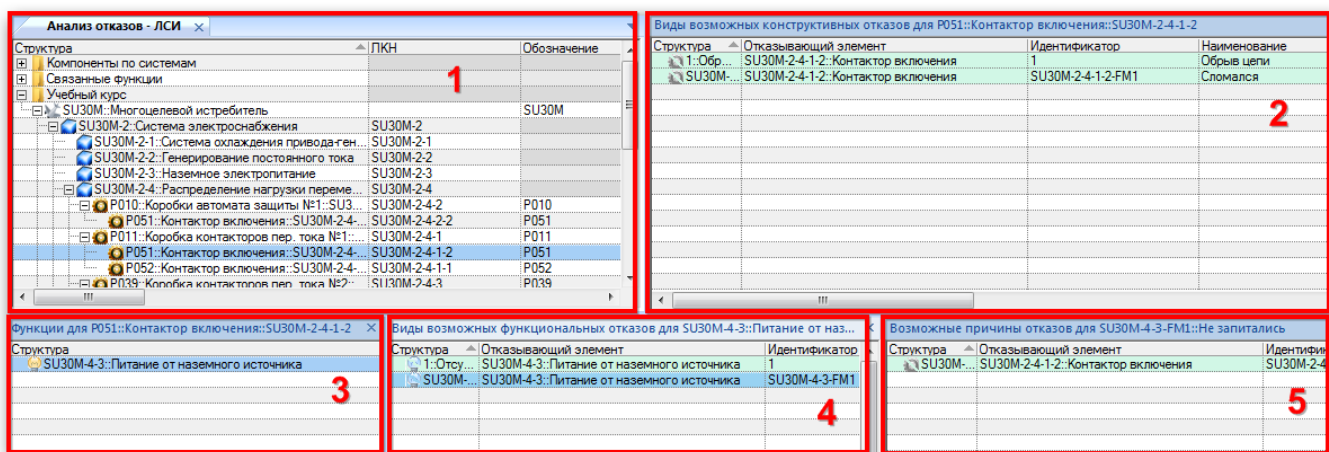 Анализ отказов - ЛСИ
Структура ЛКН Обозначение
Компоненты по системам
Связанные функции
Учебный курс
SU30M::Многоцелевой истребитель SU30M
SU30M-2::Система электроснабжения SU30M-2
SU30M-2-1::Система охлаждения привода-ген... SU30M-2-1
SU30M-2-2::Генерирование постоянного тока SU30M-2-2
SU30M-2-3::Наземное электропитание SU30M-2-3
SU30M-2-4::Распределение нагрузки переме... SU30M-2-4
P010::Коробки автомата защиты №1::SU3... SU30M-2-4-2 P010
P051::Контактор включения::SU30M-2-4-... SU30M-2-4-2-2 P051
P011::Коробка контакторов пер. тока №1::... SU30M-2-4-1 P011
P051::Контактор включения::SU30M-2-4-... SU30M-2-4-1-2 P051
P052::Контактор включения::SU30M-2-4-... SU30M-2-4-1-1 P052
P039::Коробка контакторов пер. тока №2:: SU30M-2-4-3 P039
1
Виды возможных конструктивных отказов для P051::Контактор включения::SU30M-2-4-1-2
Структура Отказывающий элемент Идентификатор Наименование
1::Обр... SU30M-2-4-1-2::Контактор включения 1 Обрыв цепи
SU30M-... SU30M-2-4-1-2::Контактор включения SU30M-2-4-1-2-FM1 Сломался
2
Функции для P051::Контактор включения::SU30M-2-4-1-2
Структура
SU30M-4-3::Питание от наземного источника
3
Виды возможных функциональных отказов для SU30M-4-3::Питание от наз...
Структура Отказывающий элемент Идентификатор
1::Отсу... SU30M-4-3::Питание от наземного источника 1
SU30M-... SU30M-4-3::Питание от наземного источника SU30M-4-3-FM1
4
Возможные причины отказов для SU30M-4-3-FM1::Не запитались
Структура Отказывающий элемент Идентифик
SU30M-... SU30M-2-4-1-2::Контактор включения SU30M-2-4
5